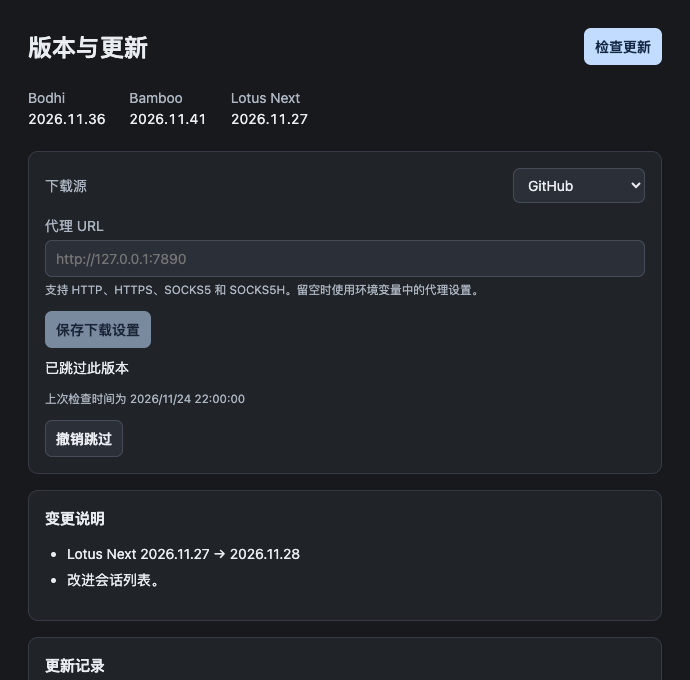 版本与更新
检查更新
Bodhi
2026.11.36
Bamboo
2026.11.41
Lotus Next
2026.11.27
下载源
GitHub
代理 URL
http://127.0.0.1:7890
支持 HTTP、HTTPS、SOCKS5 和 SOCKS5H。留空时使用环境变量中的代理设置。
保存下载设置
已跳过此版本
上次检查时间为 2026/11/24 22:00:00
撤销跳过
变更说明
• Lotus Next 2026.11.27 → 2026.11.28
• 改进会话列表。
更新记录